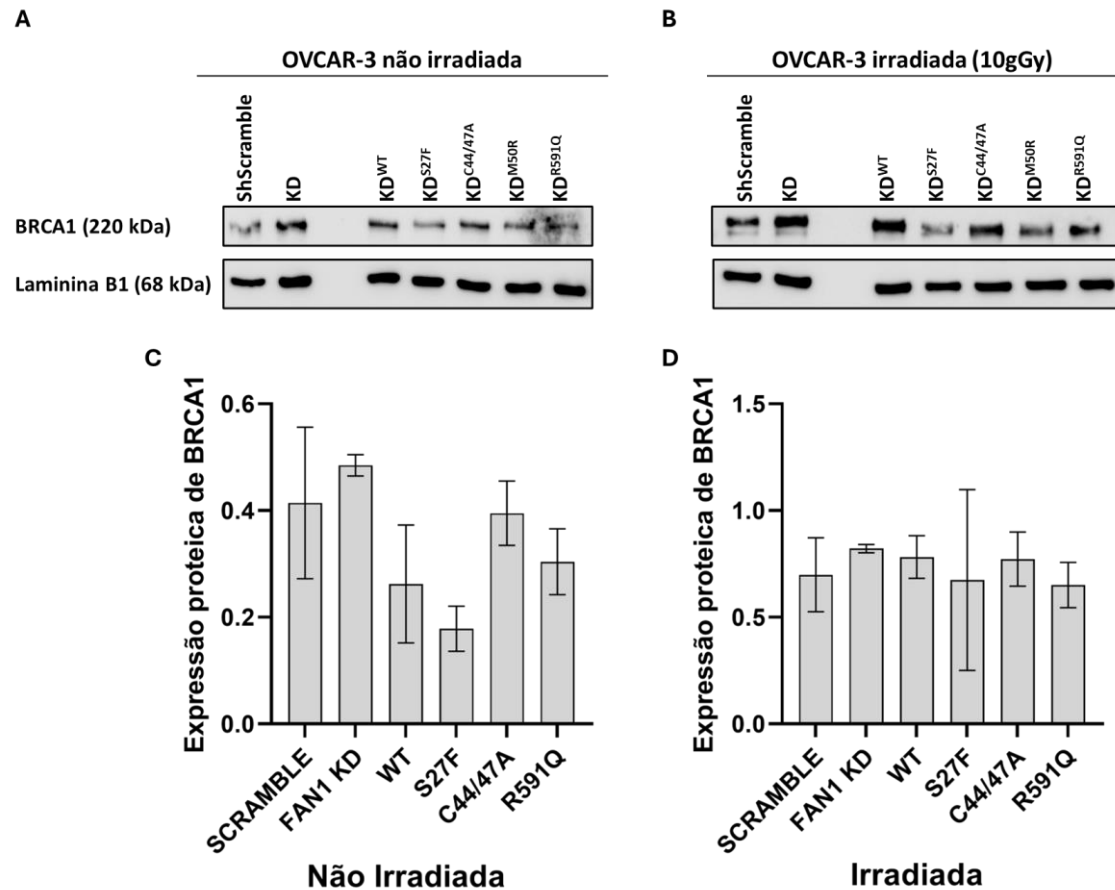 A
OVCAR-3 não irradiada
ShScramble
KD
KDWT
KDS27F
KDC44/47A
KDM50R
KDR591Q
BRCA1 (220 kDa)
Laminina B1 (68 kDa)
B
OVCAR-3 irradiada (10gGy)
ShScramble
KD
KDWT
KDS27F
KDC44/47A
KDM50R
KDR591Q
C
Expressão proteica de BRCA1
0.6
0.4
0.2
0.0
SCRAMBLE
FAN1 KD
WT
S27F
C44/47A
R591Q
Não Irradiada
D
Expressão proteica de BRCA1
1.5
1.0
0.5
0.0
SCRAMBLE
FAN1 KD
WT
S27F
C44/47A
R591Q
Irradiada